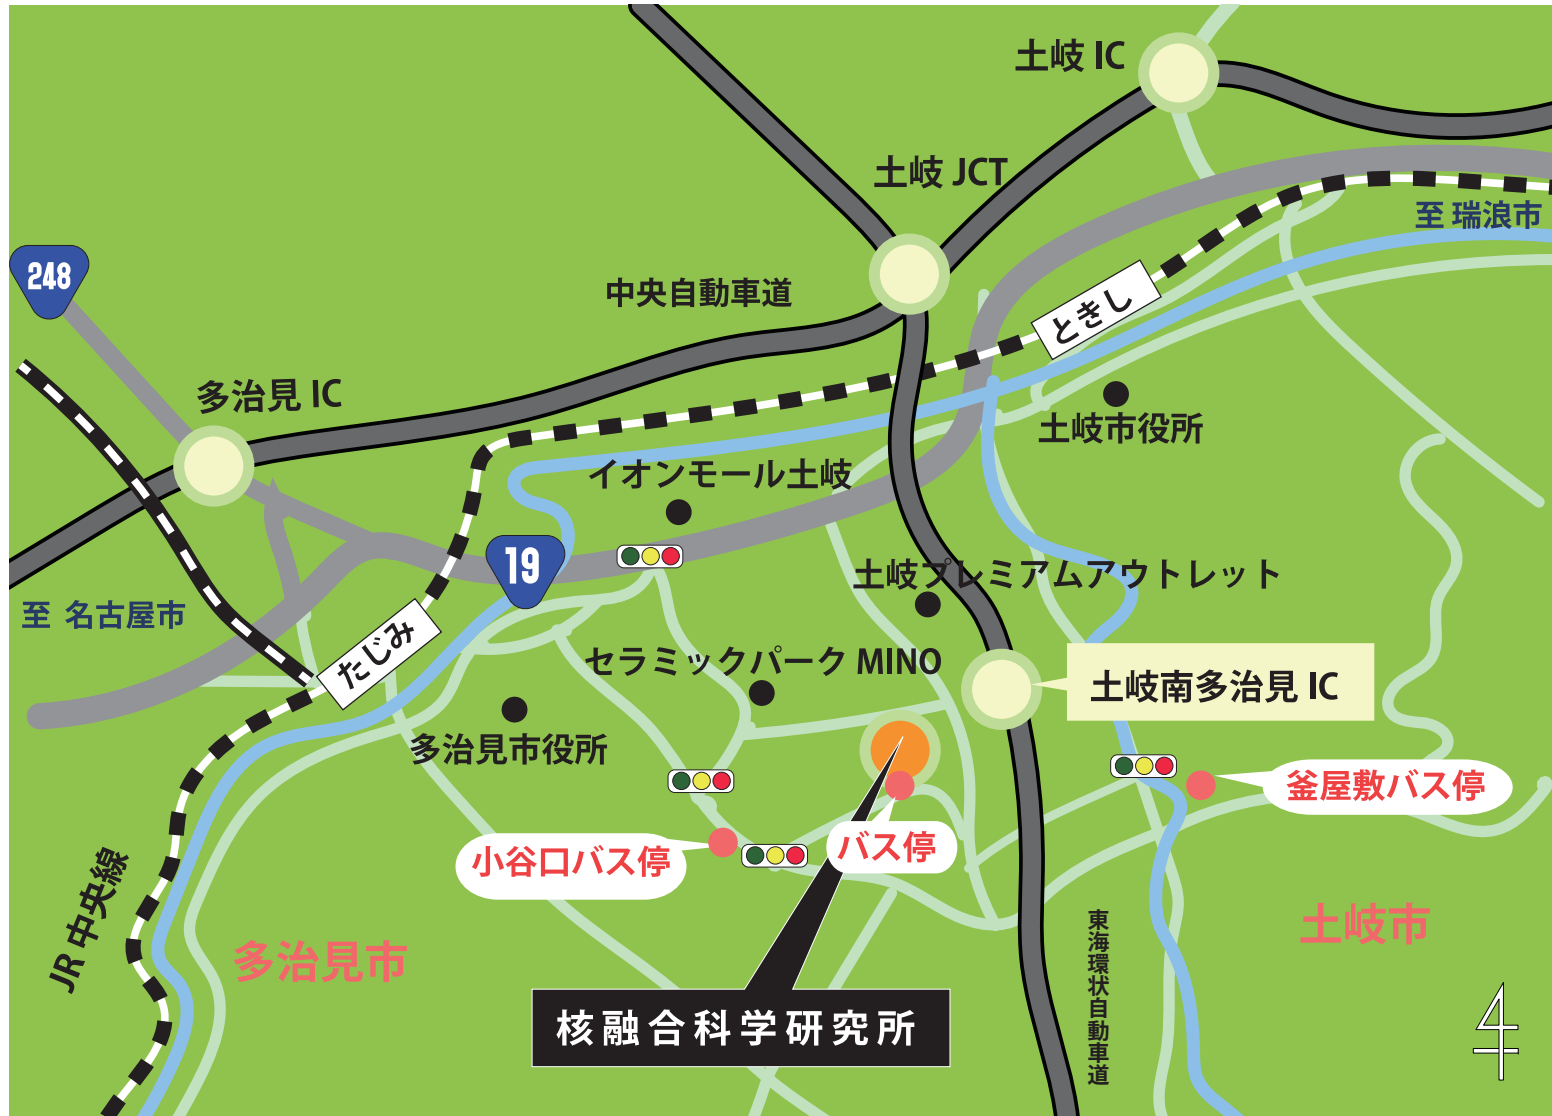 土岐 IC
土岐 JCT
至 瑞浪市
248
中央自動車道
ときし
多治見 IC
土岐市役所
イオンモール土岐
19
土岐プレミアムアウトレット
至 名古屋市
たじみ
セラミックパーク MINO
土岐南多治見 IC
多治見市役所
釜屋敷バス停
小谷口バス停
バス停
JR 中央線
多治見市
土岐市
東海環状自動車道
核融合科学研究所